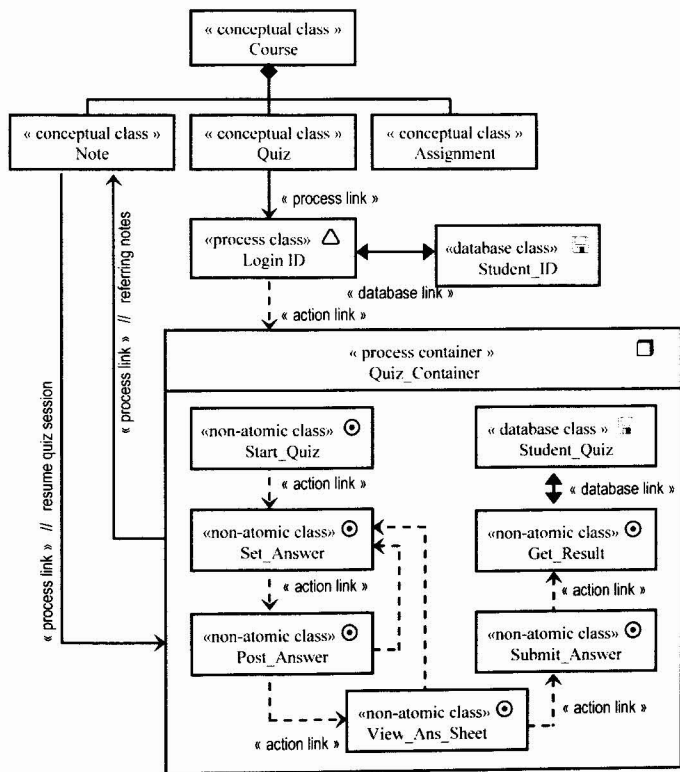 « conceptual class »
Course
« conceptual class »
Note
« conceptual class »
Quiz
« conceptual class »
Assignment
« process link »
«process class»
Login ID
«database class»
Student_ID
« database link »
« action link »
« process link »  //  referring notes
« process link »  //  resume quiz session
« process container »
Quiz_Container
«non-atomic class»
Start_Quiz
« database class »
Student_Quiz
« action link »
« database link »
«non-atomic class»
Set_Answer
«non-atomic class»
Get_Result
« action link »
« action link »
«non-atomic class»
Post_Answer
«non-atomic class»
Submit_Answer
«non-atomic class»
View_Ans_Sheet
« action link »
« action link »